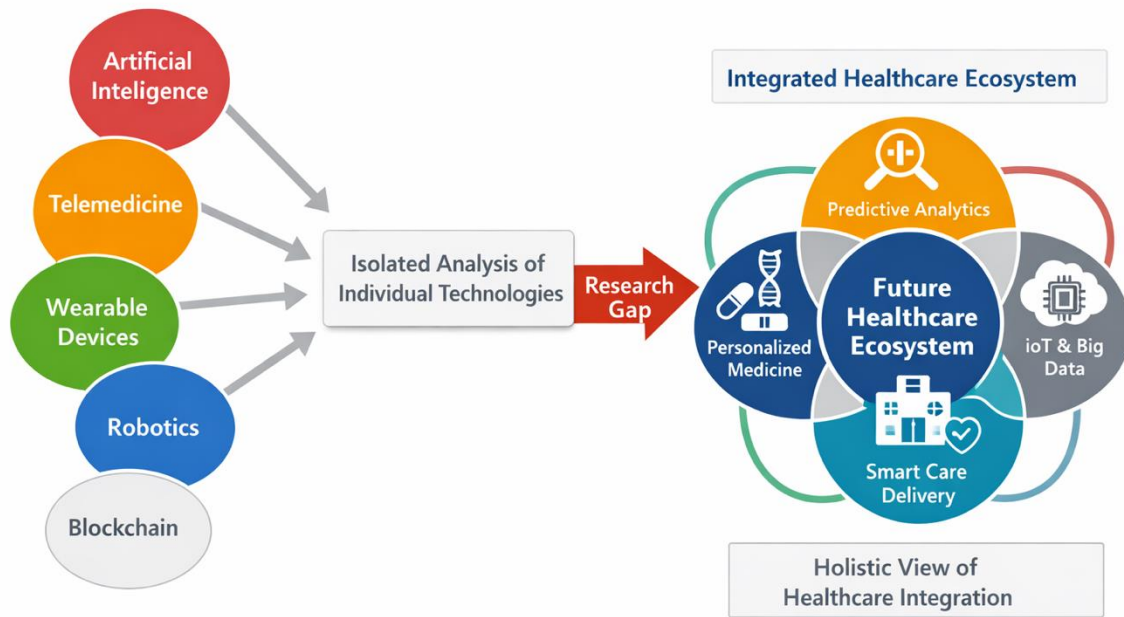 Artificial
Inteligence
Telemedicine
Wearable
Devices
Robotics
Blockchain
Isolated Analysis of
Individual Technologies
Research
Gap
Integrated Healthcare Ecosystem
Predictive Analytics
Personalized
Medicine
Future
Healthcare
Ecosystem
ioT & Big
Data
Smart Care
Delivery
Holistic View of
Healthcare Integration